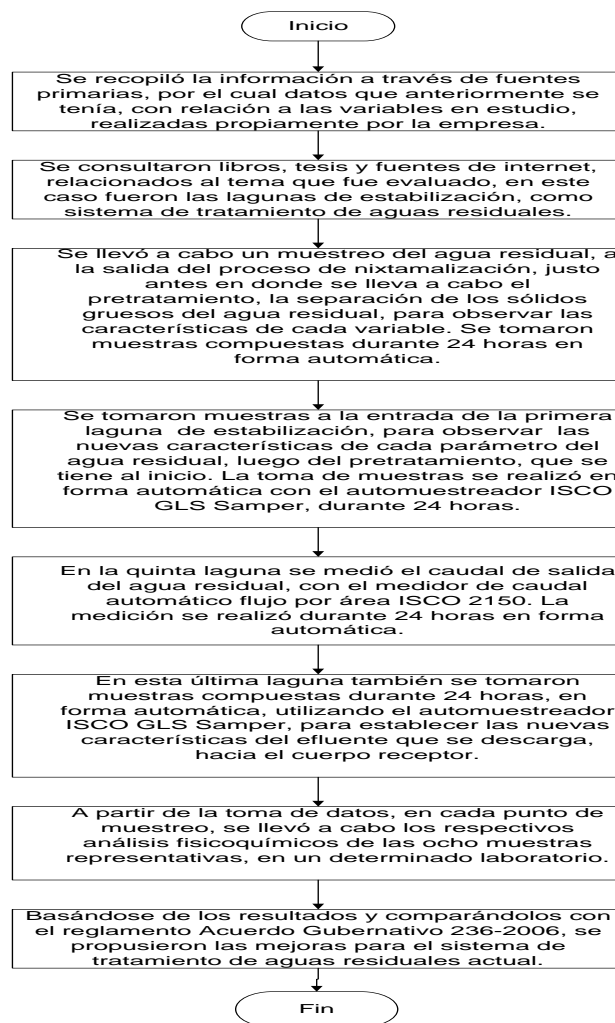 Inicio
Se recopiló la información a través de fuentes
primarias, por el cual datos que anteriormente se
tenía, con relación a las variables en estudio,
realizadas propiamente por la empresa.
Se consultaron libros, tesis y fuentes de internet,
relacionados al tema que fue evaluado, en este
caso fueron las lagunas de estabilización, como
sistema de tratamiento de aguas residuales.
Se llevó a cabo un muestreo del agua residual, a
la salida del proceso de nixtamalización, justo
antes en donde se lleva a cabo el
pretratamiento, la separación de los sólidos
gruesos del agua residual, para observar las
características de cada variable. Se tomaron
muestras compuestas durante 24 horas en
forma automática.
Se tomaron muestras a la entrada de la primera
laguna de estabilización, para observar las
nuevas características de cada parámetro del
agua residual, luego del pretratamiento, que se
tiene al inicio. La toma de muestras se realizó en
forma automática con el automuestreador ISCO
GLS Samper, durante 24 horas.
En la quinta laguna se medió el caudal de salida
del agua residual, con el medidor de caudal
automático flujo por área ISCO 2150. La
medición se realizó durante 24 horas en forma
automática.
En esta última laguna también se tomaron
muestras compuestas durante 24 horas, en
forma automática, utilizando el automuestreador
ISCO GLS Samper, para establecer las nuevas
características del efluente que se descarga,
hacia el cuerpo receptor.
A partir de la toma de datos, en cada punto de
muestreo, se llevó a cabo los respectivos
análisis fisicoquímicos de las ocho muestras
representativas, en un determinado laboratorio.
Basándose de los resultados y comparándolos con
el reglamento Acuerdo Gubernativo 236-2006, se
propusieron las mejoras para el sistema de
tratamiento de aguas residuales actual.
Fin